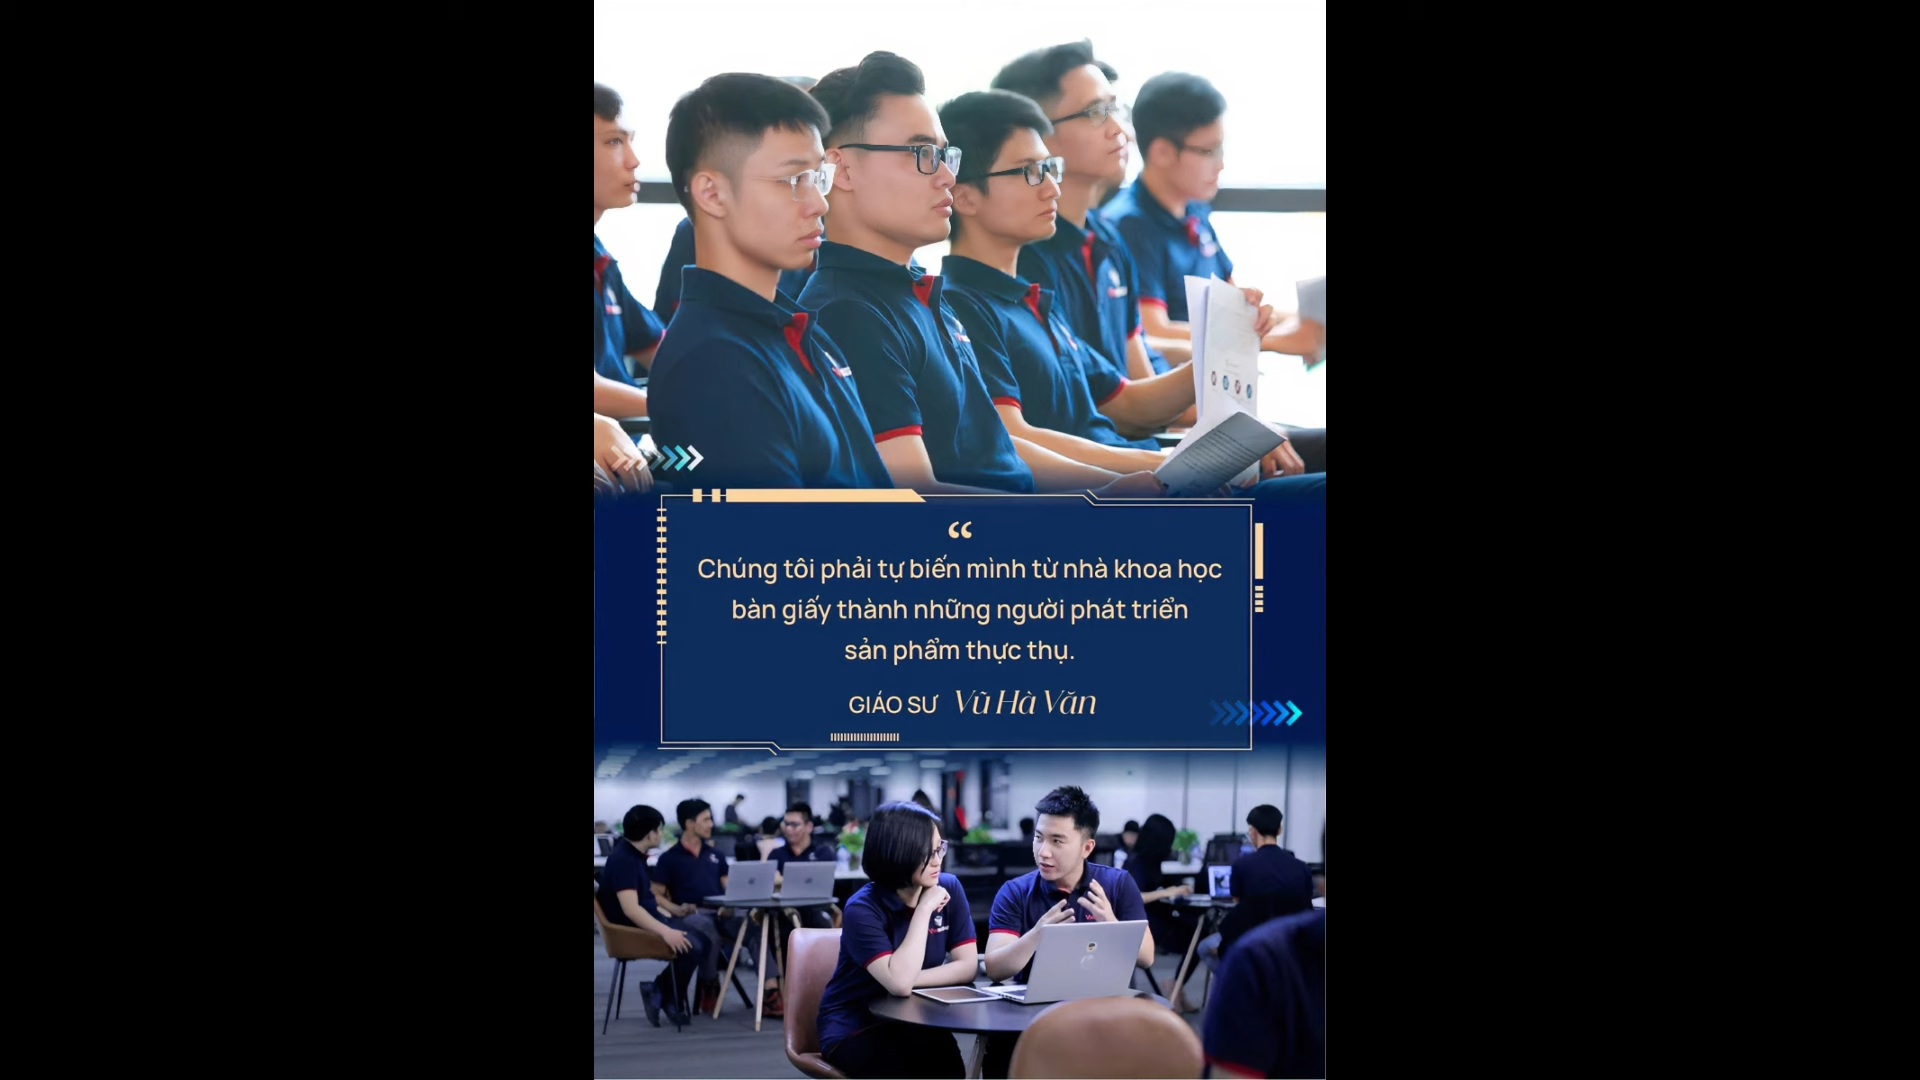 “
Chúng tôi phải tự biến mình từ nhà khoa học
bàn giấy thành những người phát triển
sản phẩm thực thụ.
GIÁO SƯ Vũ Hà Văn